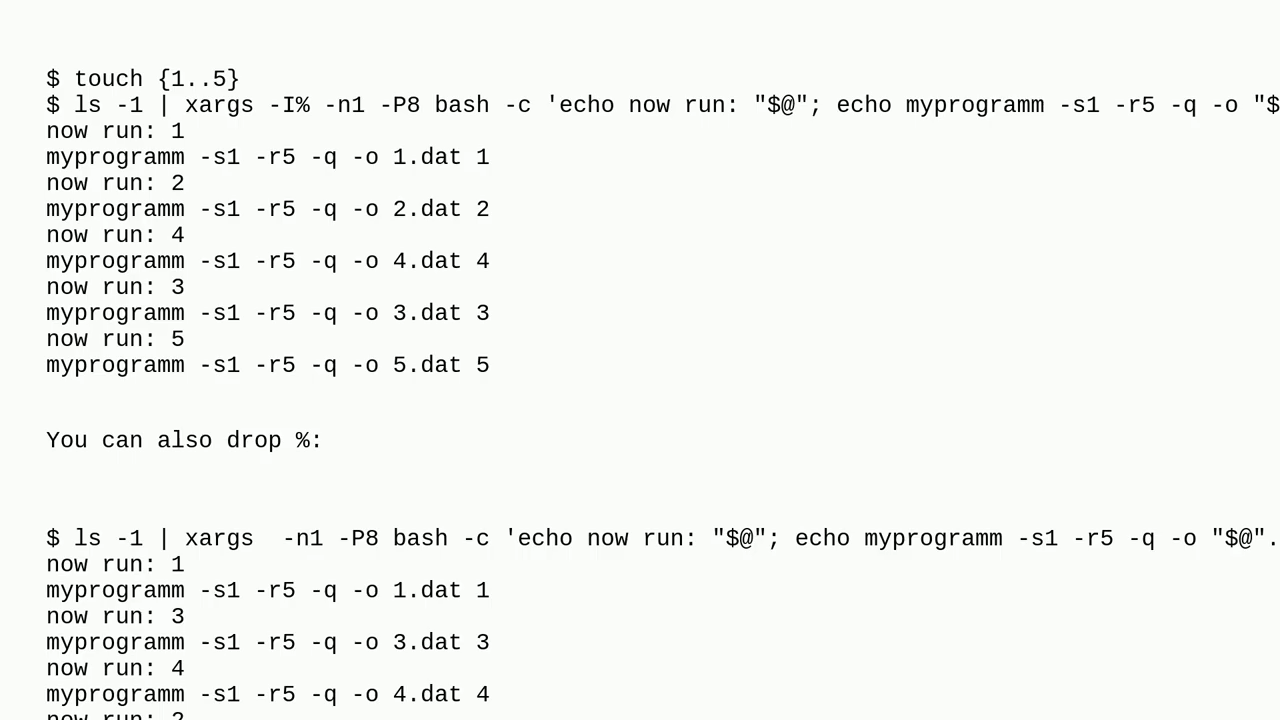 $ touch {1..5}
$ ls -1 | xargs -I% -n1 -P8 bash -c 'echo now run: "$@"; echo myprogramm -s1 -r5 -q -o "$
now run: 1
myprogramm -s1 -r5 -q -o 1.dat 1
now run: 2
myprogramm -s1 -r5 -q -o 2.dat 2
now run: 4
myprogramm -s1 -r5 -q -o 4.dat 4
now run: 3
myprogramm -s1 -r5 -q -o 3.dat 3
now run: 5
myprogramm -s1 -r5 -q -o 5.dat 5
You can also drop %:
$ ls -1 | xargs  -n1 -P8 bash -c 'echo now run: "$@"; echo myprogramm -s1 -r5 -q -o "$@".
now run: 1
myprogramm -s1 -r5 -q -o 1.dat 1
now run: 3
myprogramm -s1 -r5 -q -o 3.dat 3
now run: 4
myprogramm -s1 -r5 -q -o 4.dat 4
now run: 2